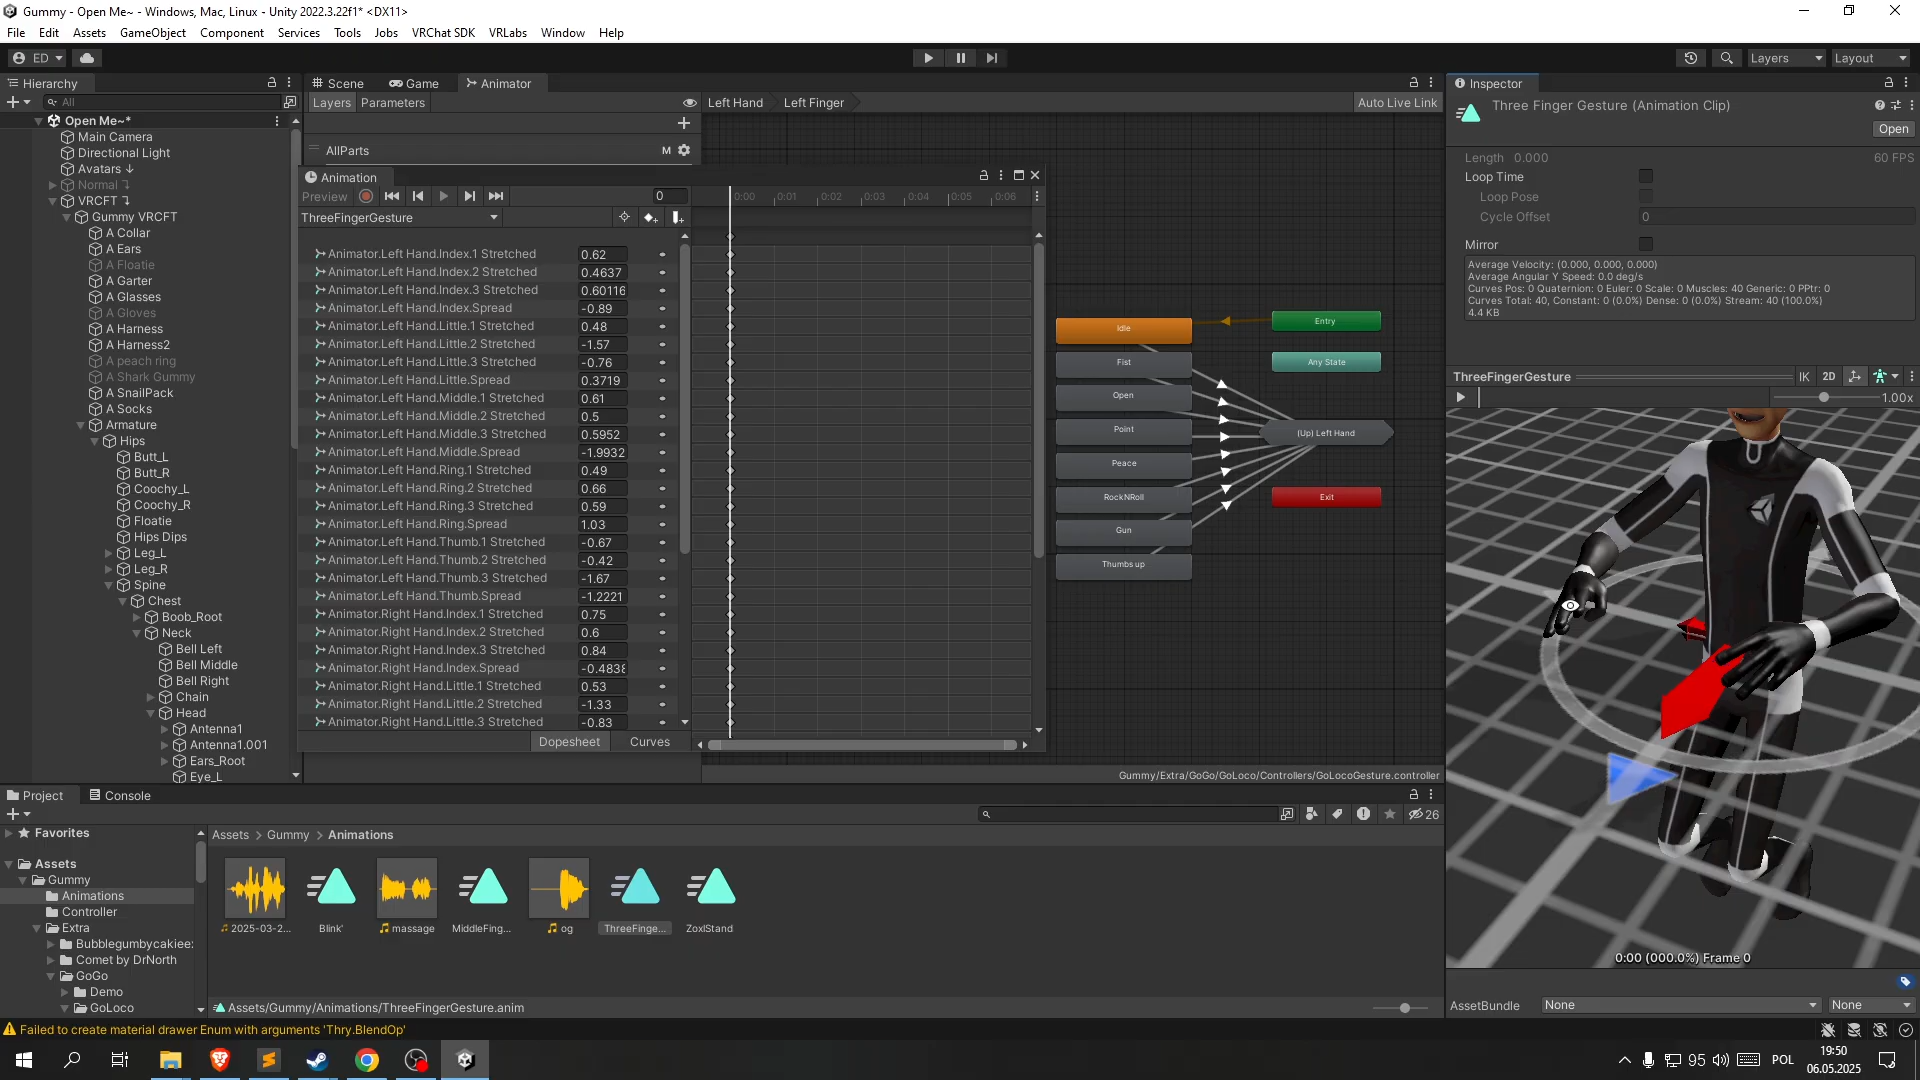 Gummy - Open Me~ - Windows, Mac, Linux - Unity 2022.3.22f1* <DX11>
File Edit Assets GameObject Component Services Tools Jobs VRChat SDK VRLabs Window Help
ED Layers Layout
Hierarchy Scene Game Animator Inspector
All Layers Parameters Left Hand Left Finger Auto Live Link
Three Finger Gesture (Animation Clip)
Open
Open Me~*
Main Camera
Directional Light
Avatars ↓
Normal ↴
VRCFT ↴
Gummy VRCFT
A Collar
A Ears
A Floatie
A Garter
A Glasses
A Gloves
A Harness
A Harness2
A peach ring
A Shark Gummy
A SnailPack
A Socks
Armature
Hips
Butt_L
Butt_R
Coochy_L
Coochy_R
Floatie
Hips Dips
Leg_L
Leg_R
Spine
Chest
Boob_Root
Neck
Bell Left
Bell Middle
Bell Right
Chain
Head
Antenna1
Antenna1.001
Ears_Root
Eye_L
AllParts M
Animation
Preview 0 0:00 0:01 0:02 0:03 0:04 0:05 0:06
ThreeFingerGesture
Animator.Left Hand.Index.1 Stretched 0.62
Animator.Left Hand.Index.2 Stretched 0.4637
Animator.Left Hand.Index.3 Stretched 0.60116
Animator.Left Hand.Index.Spread -0.89
Animator.Left Hand.Little.1 Stretched 0.48
Animator.Left Hand.Little.2 Stretched -1.57
Animator.Left Hand.Little.3 Stretched -0.76
Animator.Left Hand.Little.Spread 0.3719
Animator.Left Hand.Middle.1 Stretched 0.61
Animator.Left Hand.Middle.2 Stretched 0.5
Animator.Left Hand.Middle.3 Stretched 0.5952
Animator.Left Hand.Middle.Spread -1.9932
Animator.Left Hand.Ring.1 Stretched 0.49
Animator.Left Hand.Ring.2 Stretched 0.66
Animator.Left Hand.Ring.3 Stretched 0.59
Animator.Left Hand.Ring.Spread 1.03
Animator.Left Hand.Thumb.1 Stretched -0.67
Animator.Left Hand.Thumb.2 Stretched -0.42
Animator.Left Hand.Thumb.3 Stretched -1.67
Animator.Left Hand.Thumb.Spread -1.2221
Animator.Right Hand.Index.1 Stretched 0.75
Animator.Right Hand.Index.2 Stretched 0.6
Animator.Right Hand.Index.3 Stretched 0.84
Animator.Right Hand.Index.Spread -0.4838
Animator.Right Hand.Little.1 Stretched 0.53
Animator.Right Hand.Little.2 Stretched -1.33
Animator.Right Hand.Little.3 Stretched -0.83
Dopesheet Curves
Idle
Fist
Open
Point
Peace
RockNRoll
Gun
Thumbs up
Entry
Any State
(Up) Left Hand
Exit
Gummy/Extra/GoGo/GoLoco/Controllers/GoLocoGesture.controller
Length 0.000 60 FPS
Loop Time
Loop Pose
Cycle Offset 0
Mirror
Average Velocity: (0.000, 0.000, 0.000)
Average Angular Y Speed: 0.0 deg/s
Curves Pos: 0 Quaternion: 0 Euler: 0 Scale: 0 Muscles: 40 Generic: 0 PPtr: 0
Curves Total: 40, Constant: 0 (0.0%) Dense: 0 (0.0%) Stream: 40 (100.0%)
4.4 KB
ThreeFingerGesture IK 2D
1.00x
0:00 (000.0%) Frame 0
AssetBundle None None
Project Console
26
Favorites
Assets
Gummy
Animations
Controller
Extra
Bubblegumbycakiee
Comet by DrNorth
GoGo
Demo
GoLoco
Assets > Gummy > Animations
2025-03-2... Blink' massage MiddleFing... og ThreeFinge... ZoxlStand
Assets/Gummy/Animations/ThreeFingerGesture.anim
Failed to create material drawer Enum with arguments 'Thry.BlendOp'
95 POL
19:50
06.05.2025